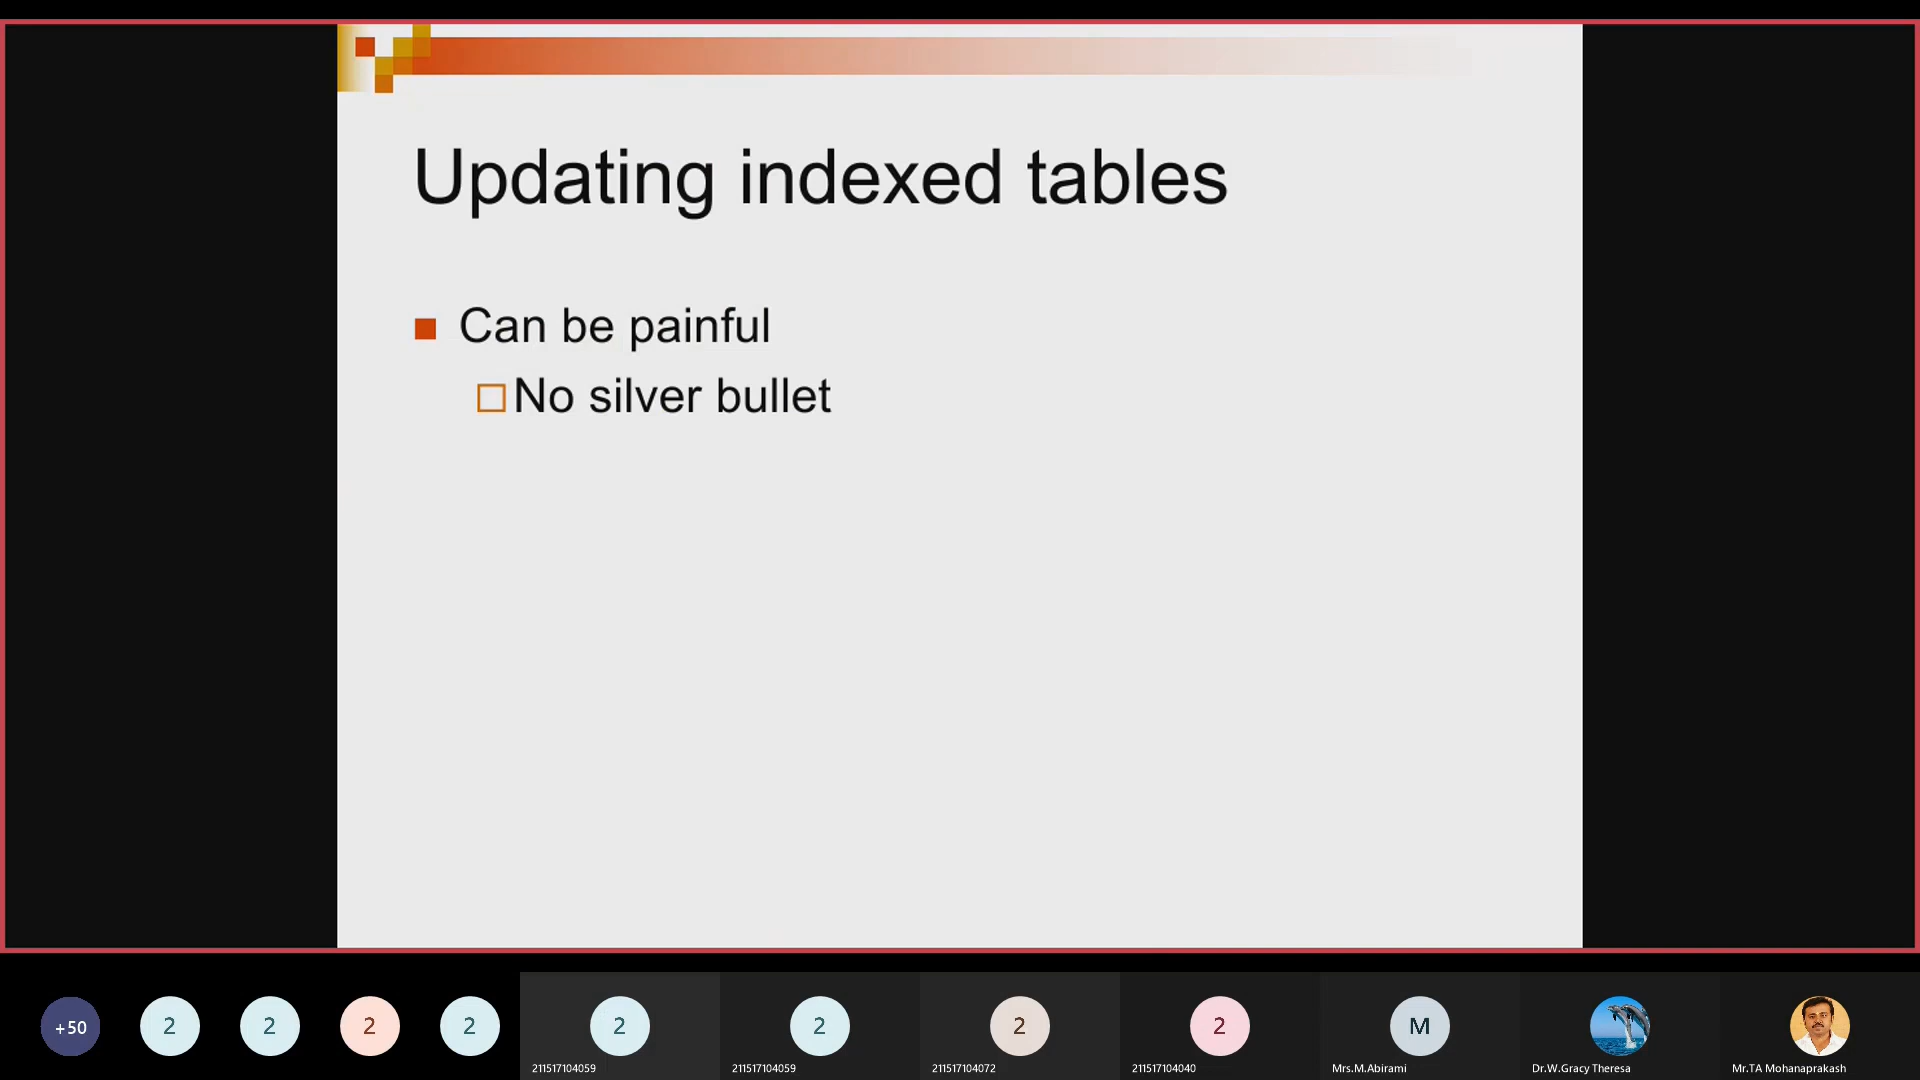 Updating indexed tables
Can be painful
No silver bullet
+50
2
2
2
2
2
2
2
2
M
211517104059
211517104059
211517104072
211517104040
Mrs.M.Abirami
Dr.W.Gracy Theresa
Mr.TA Mohanaprakash